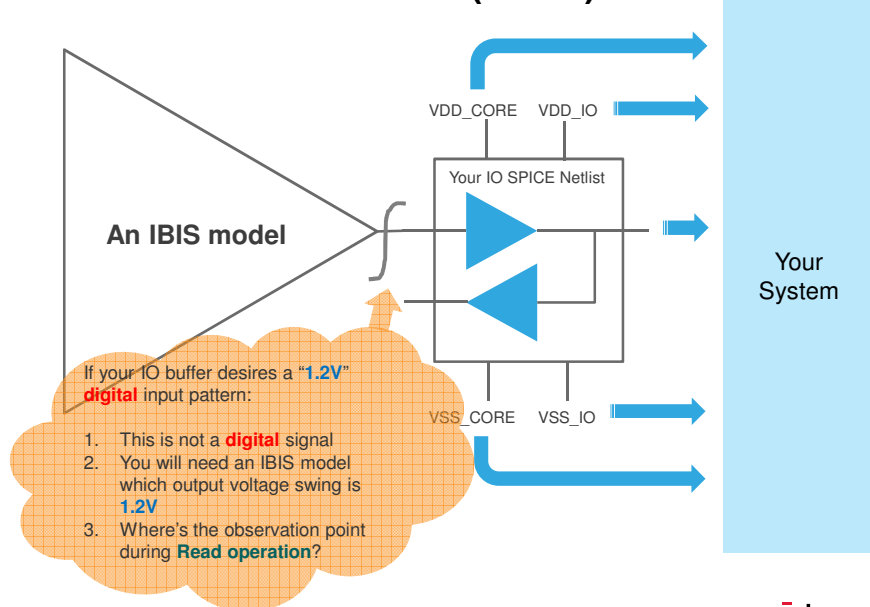 VDD_CORE VDD_IO
Your IO SPICE Netlist
An IBIS model
Your
System
If your IO buffer desires a “1.2V”
digital input pattern:
1. This is not a digital signal
2. You will need an IBIS model
which output voltage swing is
1.2V
3. Where's the observation point
during Read operation?
VSS_CORE VSS_IO